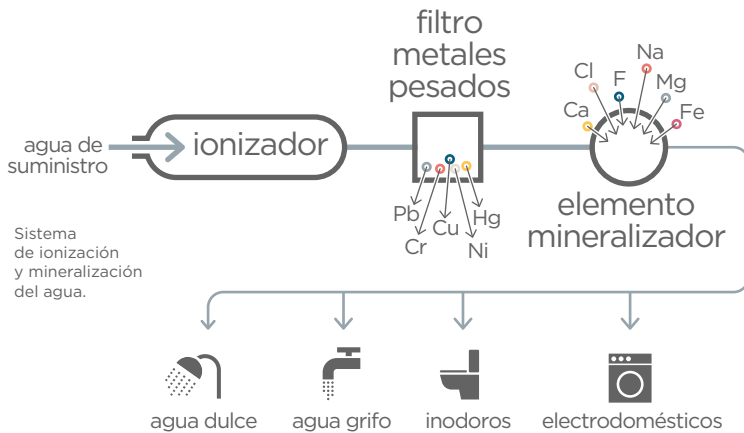 filtro
metales
pesados
Na
Cl
F
Mg
Ca
Fe
agua de
suministro
ionizador
Pb
Hg
Cu
Cr
Ni
elemento
mineralizador
Sistema
de ionización
y mineralización
del agua.
agua dulce
agua grifo
inodoros
electrodomésticos